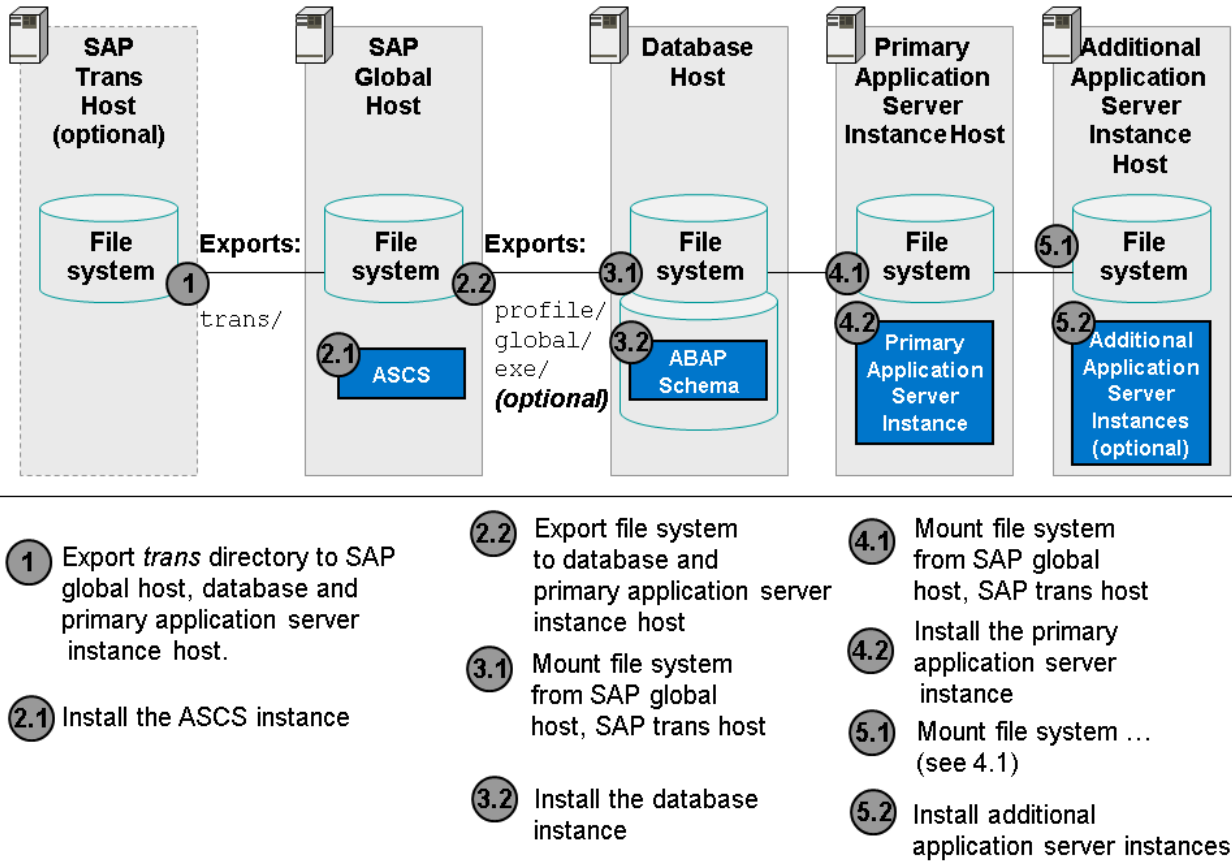 SAP
Trans
Host
(optional)
SAP
Global
Host
Database
Host
Primary
Application
Server
Instance Host
Additional
Application
Server
Instance
Host
File
system
1
Exports:
trans/
File
system
2.2
2.1
ASCS
Exports:
profile/
global/
exe/
(optional)
3.1
File
system
3.2
ABAP
Schema
4.1
File
system
4.2
Primary
Application
Server
Instance
5.1
File
system
5.2
Additional
Application
Server
Instances
(optional)
1
Export trans directory to SAP
global host, database and
primary application server
instance host.
2.1
Install the ASCS instance
2.2
Export file system
to database and
primary application server
instance host
3.1
Mount file system
from SAP global
host, SAP trans host
3.2
Install the database
instance
4.1
Mount file system
from SAP global
host, SAP trans host
4.2
Install the primary
application server
instance
5.1
Mount file system …
(see 4.1)
5.2
Install additional
application server instances